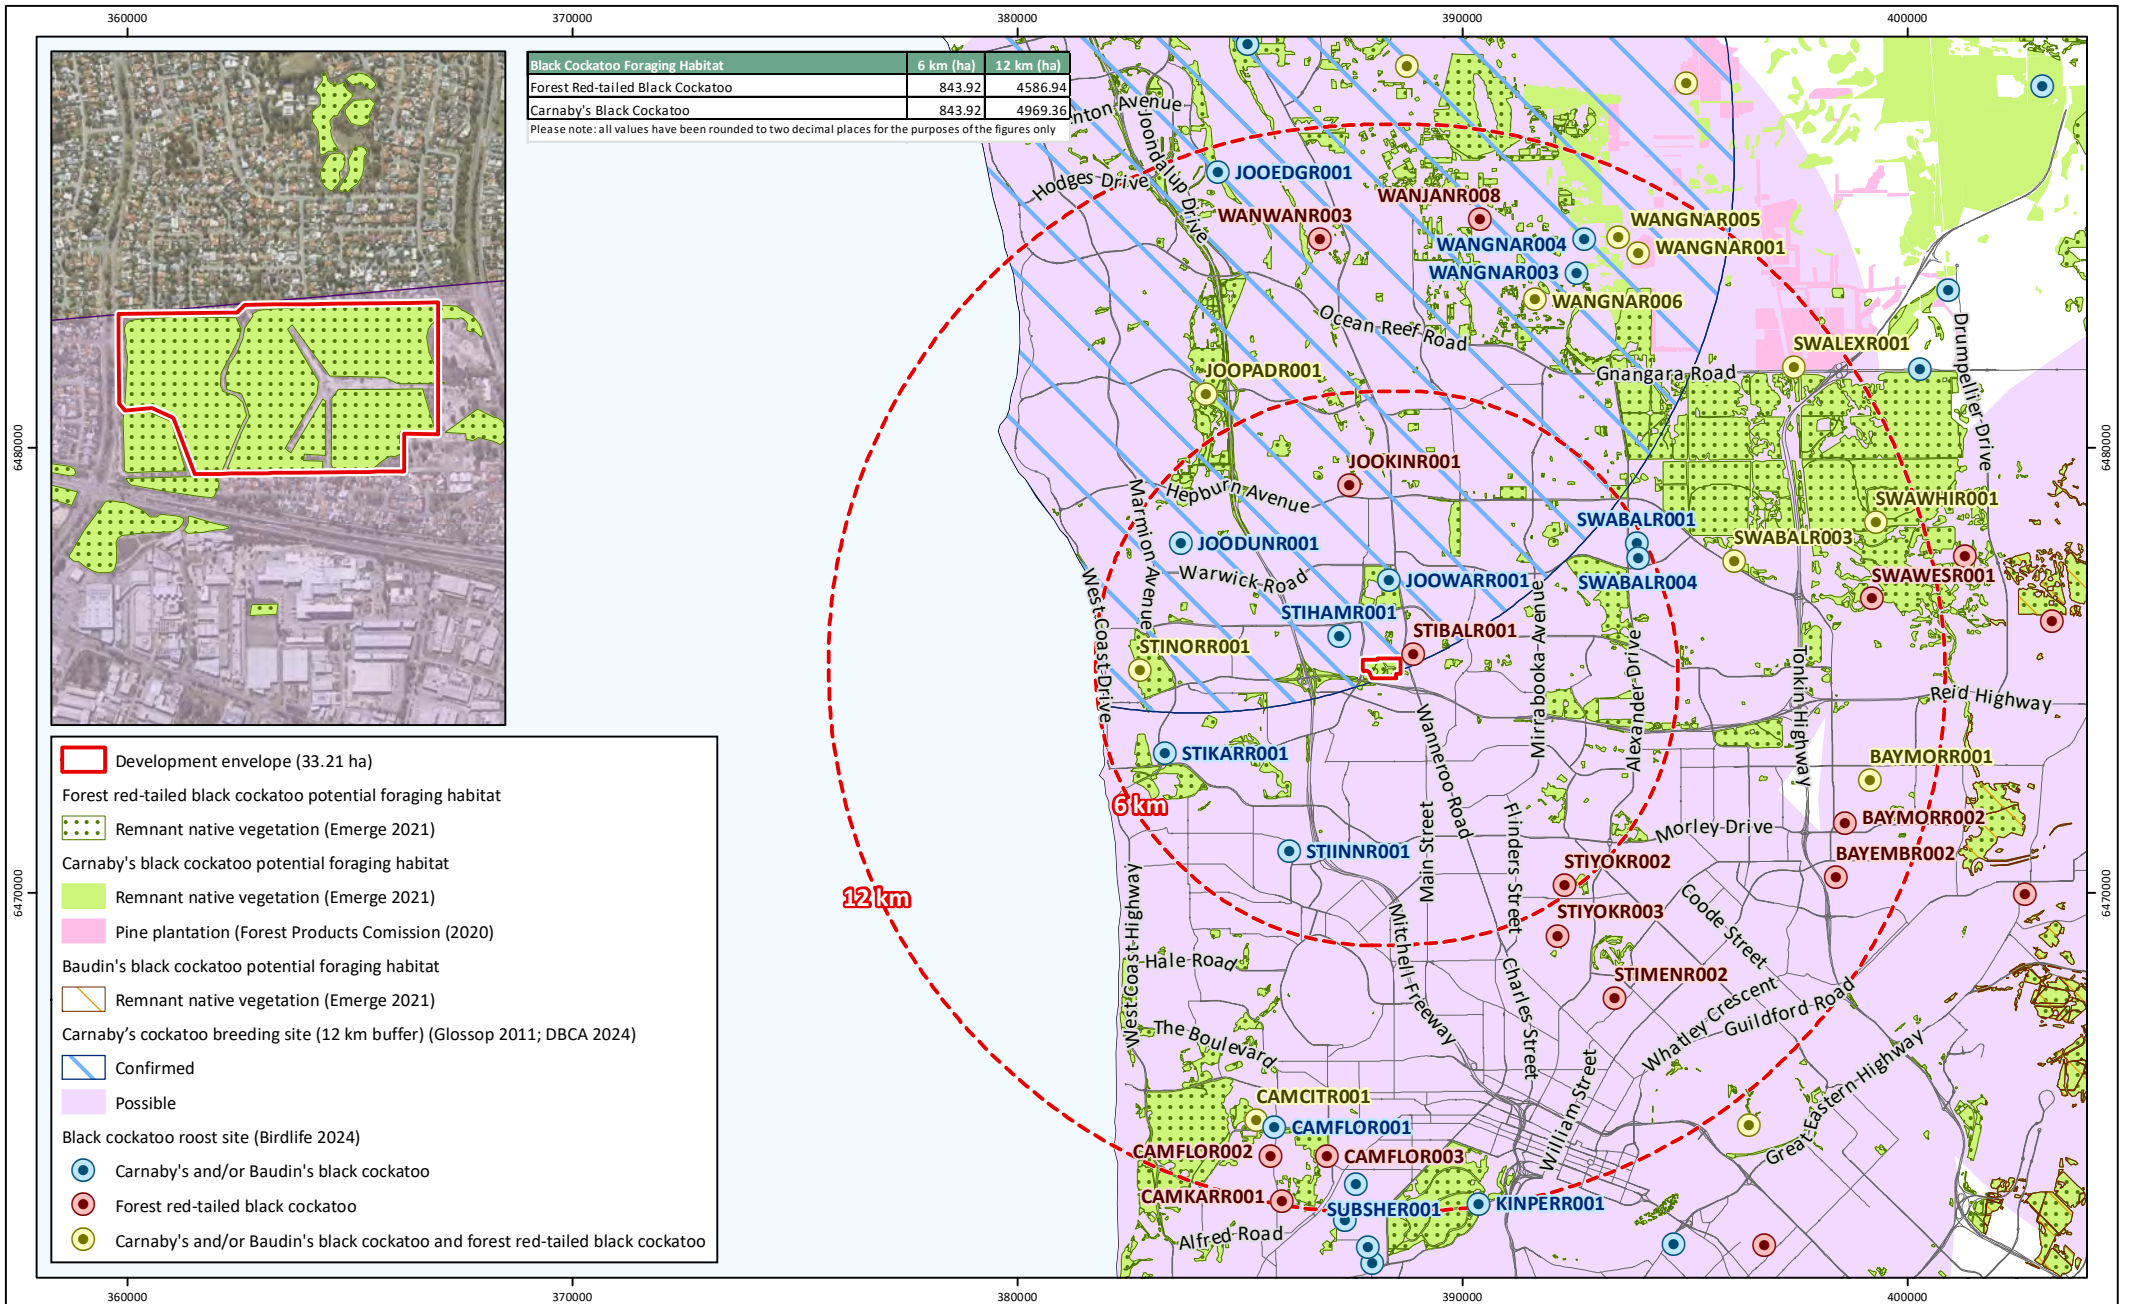 360000
370000
380000
390000
400000
Black Cockatoo Foraging Habitat 6 km (ha) 12 km (ha)
Forest Red-tailed Black Cockatoo 843.92 4586.94
Carnaby's Black Cockatoo 843.92 4969.36
Please note: all values have been rounded to two decimal places for the purposes of the figures only
nton Avenue
Joondalup Drive
Hodges Drive
JOOEDGR001
WANWANR003
WANJANR008
WANGNAR005
WANGNAR004
WANGNAR001
WANGNAR003
WANGNAR006
Ocean Reef Road
SWALEXR001
Drumpellier Drive
JOOPADR001
Gnangara Road
6480000
6480000
JOOKINR001
Hepburn Avenue
Marmion Avenue
SWAWHIR001
SWABALR001
SWABALR003
JOODUNR001
Warwick Road
JOOWARR001
SWABALR004
SWAWESR001
STIHAMR001
STIBALR001
STINORR001
West Coast Drive
Mirrabooka Avenue
Alexander Drive
Tonkin Highway
Reid Highway
STIKARR001
Wanneroo Road
BAYMORR001
6 km
Main Street
Flinders Street
Morley Drive
BAYMORR002
STIINNR001
STIYOKR002
BAYEMBR002
12 km
6470000
6470000
West Coast Highway
Mitchell Freeway
STIYOKR003
Coode Street
Hale Road
Charles Street
STIMENR002
Whatley Crescent
Guildford Road
The Boulevard
William Street
Great Eastern Highway
CAMCITR001
CAMFLOR001
CAMFLOR002
CAMFLOR003
CAMKARR001
SUBSHER001
KINPERR001
Alfred Road
Development envelope (33.21 ha)
Forest red-tailed black cockatoo potential foraging habitat
Remnant native vegetation (Emerge 2021)
Carnaby's black cockatoo potential foraging habitat
Remnant native vegetation (Emerge 2021)
Pine plantation (Forest Products Comission (2020)
Baudin's black cockatoo potential foraging habitat
Remnant native vegetation (Emerge 2021)
Carnaby's cockatoo breeding site (12 km buffer) (Glossop 2011; DBCA 2024)
Confirmed
Possible
Black cockatoo roost site (Birdlife 2024)
Carnaby's and/or Baudin's black cockatoo
Forest red-tailed black cockatoo
Carnaby's and/or Baudin's black cockatoo and forest red-tailed black cockatoo
360000
370000
380000
390000
400000